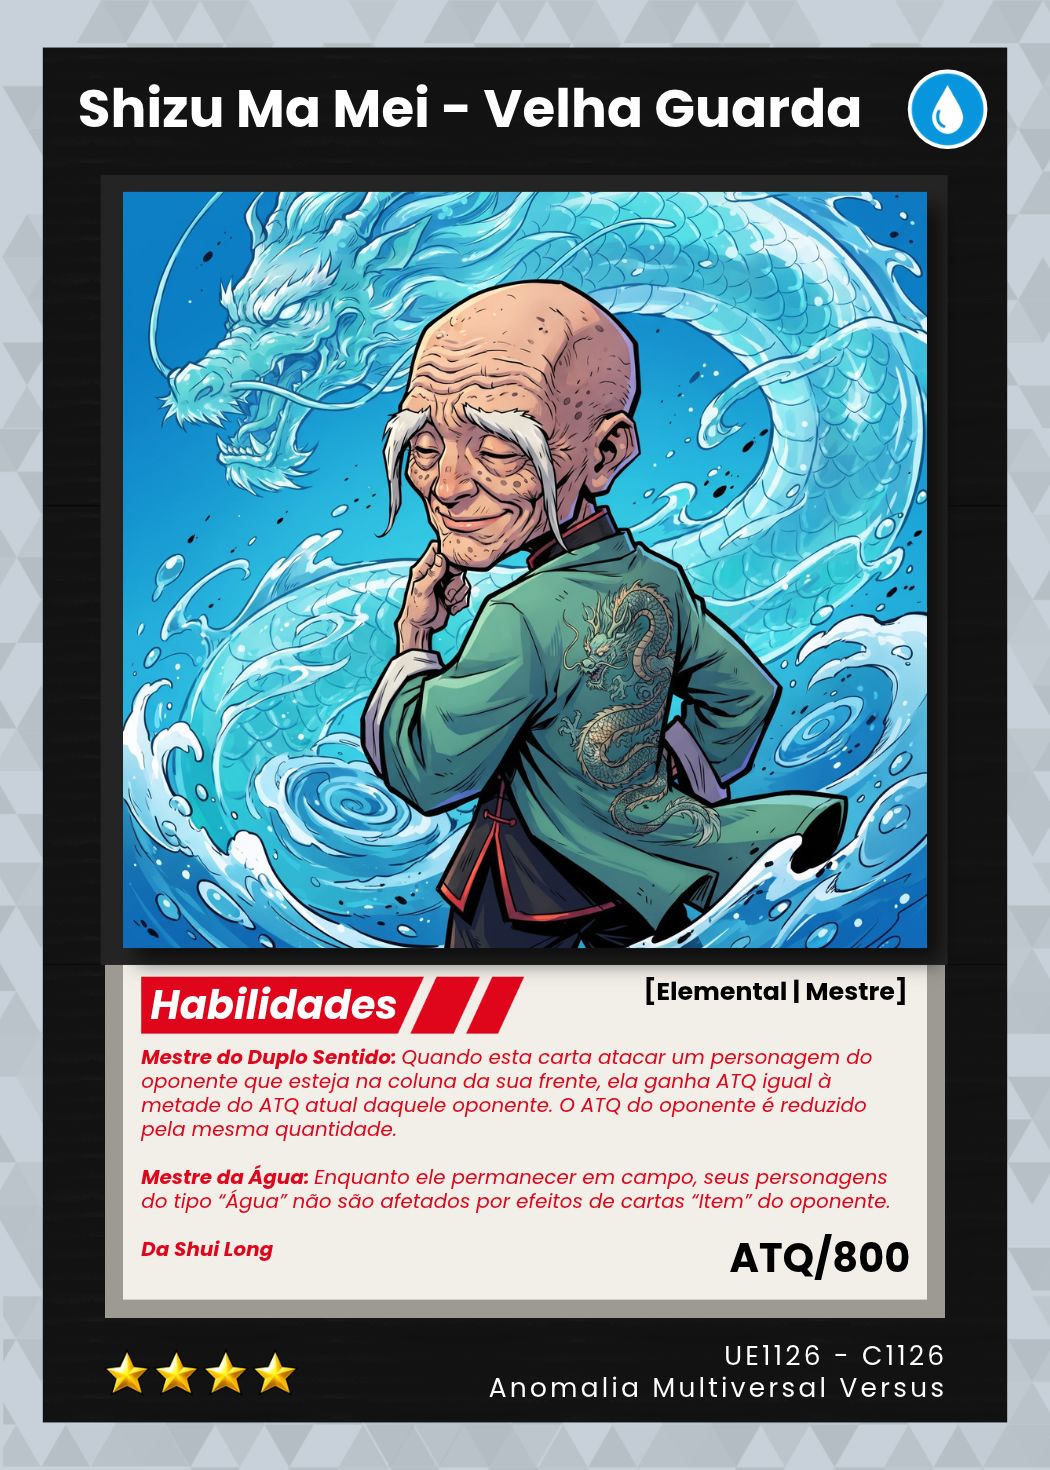 Shizu Ma Mei - Velha Guarda
Habilidades
[Elemental | Mestre]
Mestre do Duplo Sentido: Quando esta carta atacar um personagem do
oponente que esteja na coluna da sua frente, ela ganha ATQ igual à
metade do ATQ atual daquele oponente. O ATQ do oponente é reduzido
pela mesma quantidade.
Mestre da Água: Enquanto ele permanecer em campo, seus personagens
do tipo “Água” não são afetados por efeitos de cartas “Item” do oponente.
Da Shui Long
ATQ/800
UE1126 - C1126
Anomalia Multiversal Versus